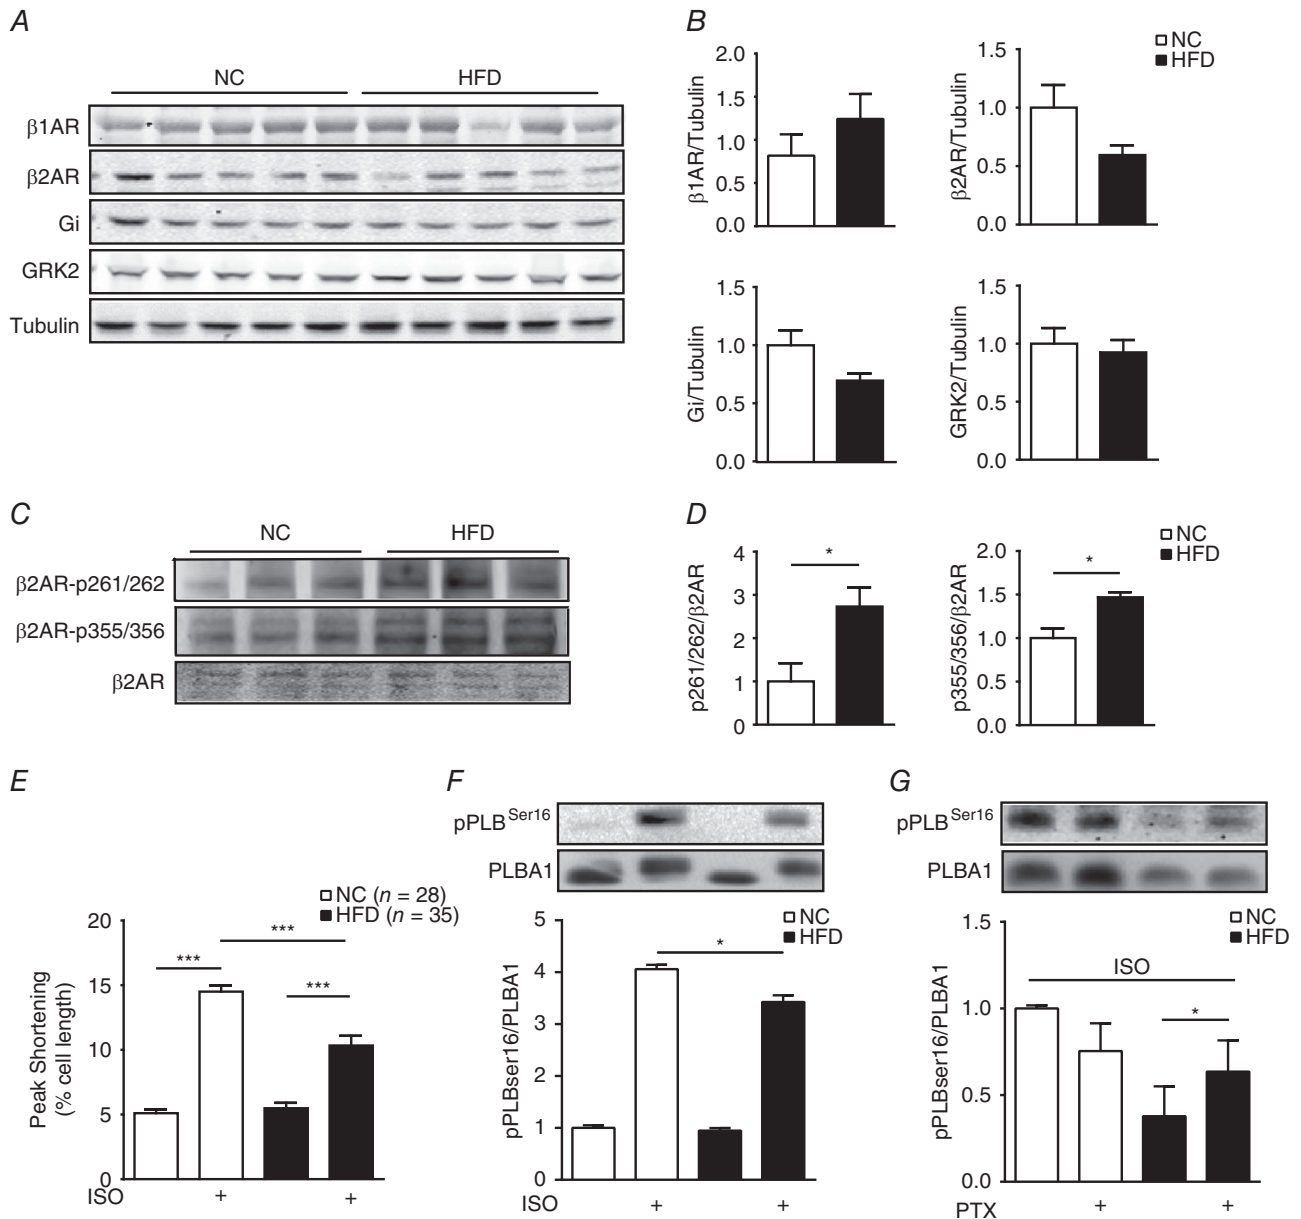 A
NC HFD
β1AR
β2AR
Gi
GRK2
Tubulin
B
NC
HFD
β1AR/Tubulin
2.0
1.5
1.0
0.5
0.0
β2AR/Tubulin
1.5
1.0
0.5
0.0
Gi/Tubulin
1.5
1.0
0.5
0.0
GRK2/Tubulin
1.5
1.0
0.5
0.0
C
NC HFD
β2AR-p261/262
β2AR-p355/356
β2AR
D
NC
HFD
p261/262/β2AR
4
3
2
1
0
*
p355/356/β2AR
2.0
1.5
1.0
0.5
0.0
*
E
NC (n = 28)
HFD (n = 35)
Peak Shortening
(% cell length)
20
15
10
5
0
*** *** ***
ISO + +
F
pPLBSer16
PLBA1
NC
HFD
pPLBser16/PLBA1
5
4
3
2
1
0
*
ISO + +
G
pPLBSer16
PLBA1
NC
HFD
pPLBser16/PLBA1
1.5
1.0
0.5
0.0
ISO
*
PTX + +